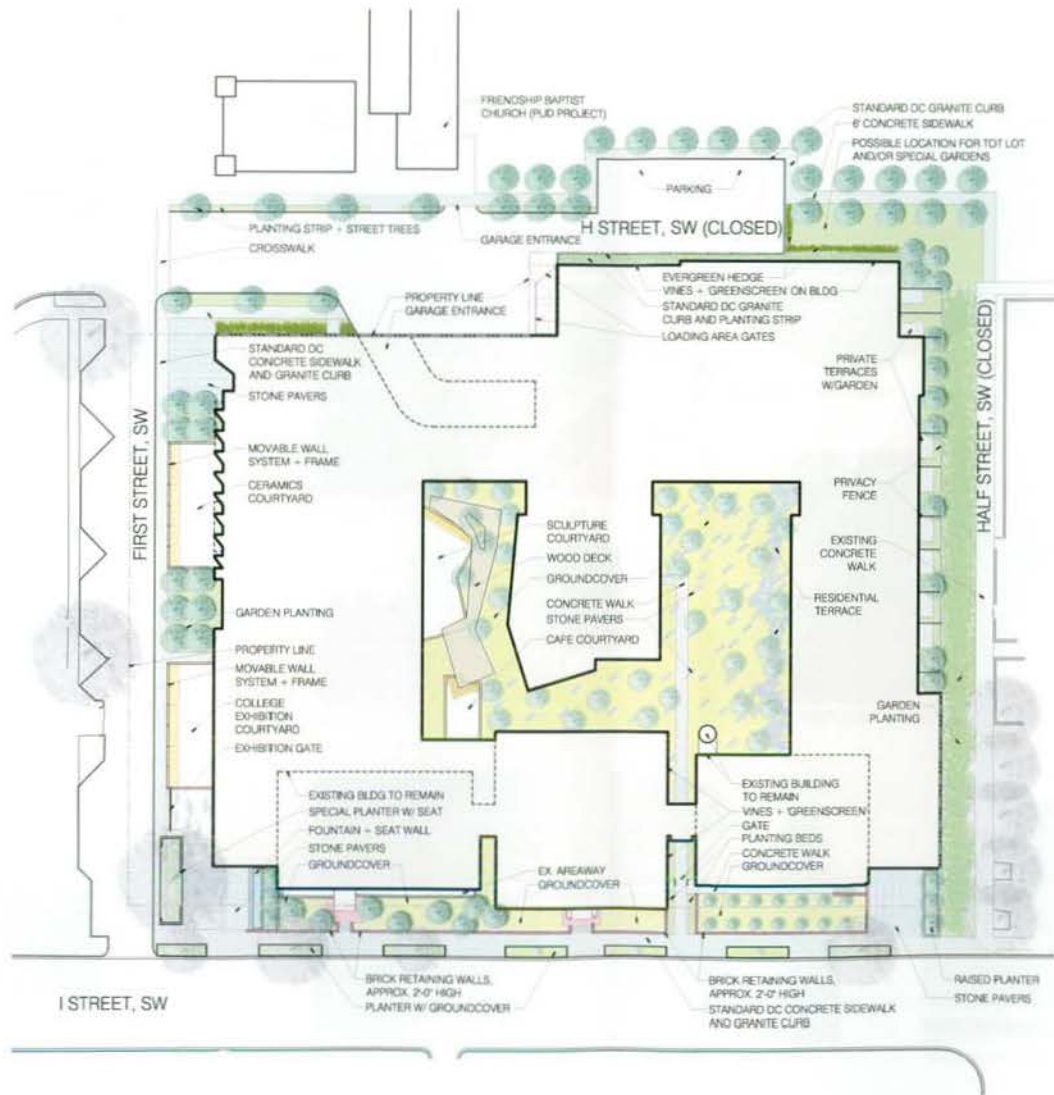 FRIENDSHIP BAPTIST
CHURCH (PUD PROJECT)
STANDARD DC GRANITE CURB
6' CONCRETE SIDEWALK
POSSIBLE LOCATION FOR TOT LOT
AND/OR SPECIAL GARDENS
PARKING
PLANTING STRIP + STREET TREES
CROSSWALK
GARAGE ENTRANCE
H STREET, SW (CLOSED)
PROPERTY LINE
GARAGE ENTRANCE
EVERGREEN HEDGE
VINES + 'GREENSCREEN' ON BLDG
STANDARD DC GRANITE
CURB AND PLANTING STRIP
LOADING AREA GATES
STANDARD DC
CONCRETE SIDEWALK
AND GRANITE CURB
STONE PAVERS
PRIVATE
TERRACES
W/GARDEN
HALF STREET, SW (CLOSED)
FIRST STREET, SW
MOVABLE WALL
SYSTEM + FRAME
CERAMICS
COURTYARD
PRIVACY
FENCE
SCULPTURE
COURTYARD
WOOD DECK
GROUNDCOVER
CONCRETE WALK
STONE PAVERS
CAFE COURTYARD
EXISTING
CONCRETE
WALK
RESIDENTIAL
TERRACE
GARDEN PLANTING
PROPERTY LINE
MOVABLE WALL
SYSTEM + FRAME
COLLEGE
EXHIBITION
COURTYARD
EXHIBITION GATE
GARDEN
PLANTING
EXISTING BLDG TO REMAIN
SPECIAL PLANTER W/ SEAT
FOUNTAIN + SEAT WALL
STONE PAVERS
GROUNDCOVER
EX. AREAWAY
GROUNDCOVER
EXISTING BUILDING
TO REMAIN
VINES + 'GREENSCREEN'
GATE
PLANTING BEDS
CONCRETE WALK
GROUNDCOVER
I STREET, SW
BRICK RETAINING WALLS,
APPROX. 2'-0" HIGH
PLANTER W/ GROUNDCOVER
BRICK RETAINING WALLS,
APPROX. 2'-0" HIGH
STANDARD DC CONCRETE SIDEWALK
AND GRANITE CURB
RAISED PLANTER
STONE PAVERS